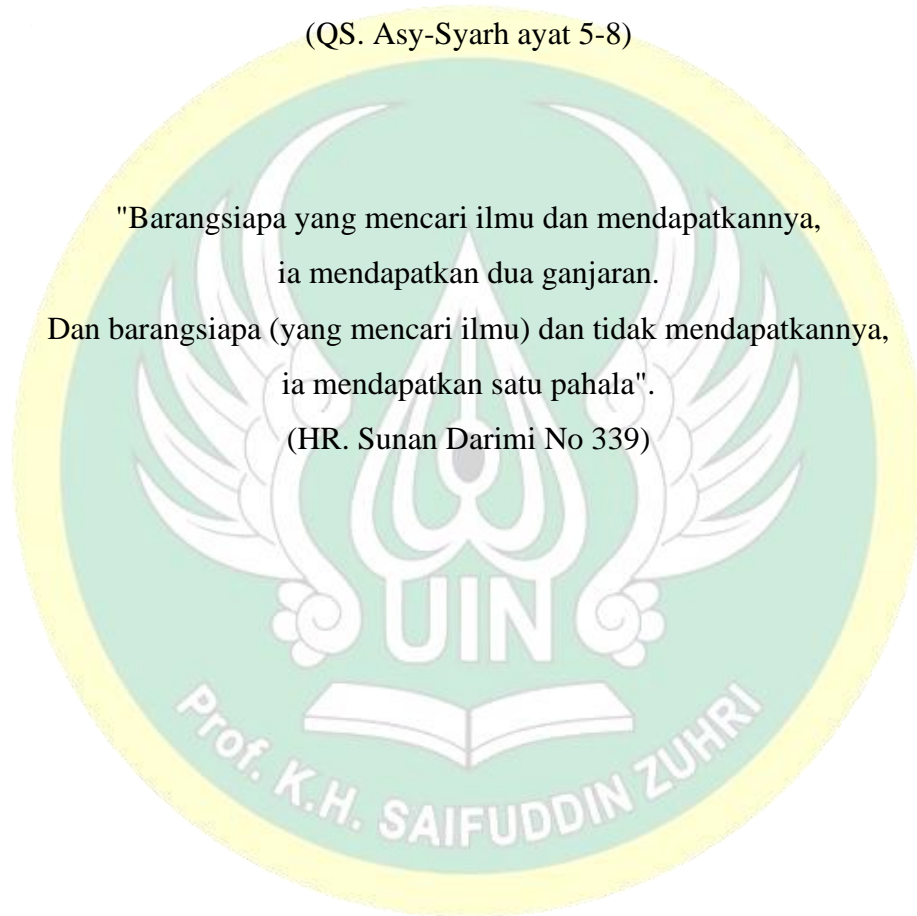 (QS. Asy-Syarh ayat 5-8)
"Barangsiapa yang mencari ilmu dan mendapatkannya,
ia mendapatkan dua ganjaran.
Dan barangsiapa (yang mencari ilmu) dan tidak mendapatkannya,
ia mendapatkan satu pahala".
(HR. Sunan Darimi No 339)
UIN
Prof. K.H. SAIFUDDIN ZUHRI